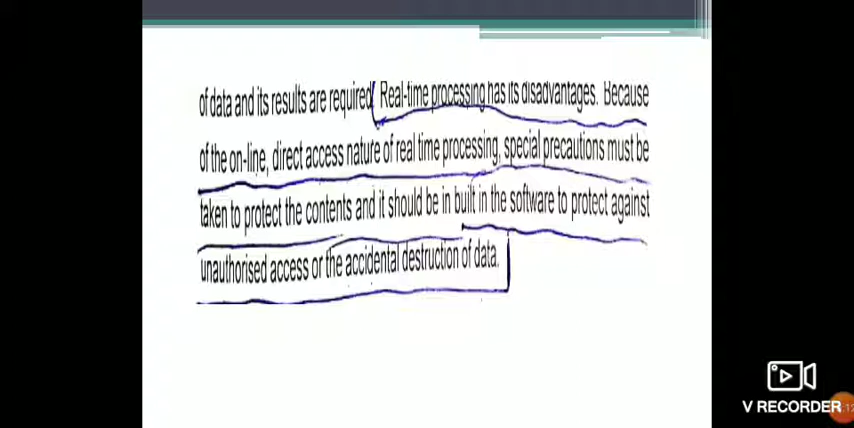 of data and its results are required. Real-time processing has its disadvantages. Because
of the on-line, direct access nature of real time processing, special precautions must be
taken to protect the contents and it should be in built in the software to protect against
unauthorised access or the accidental destruction of data.
V RECORDER